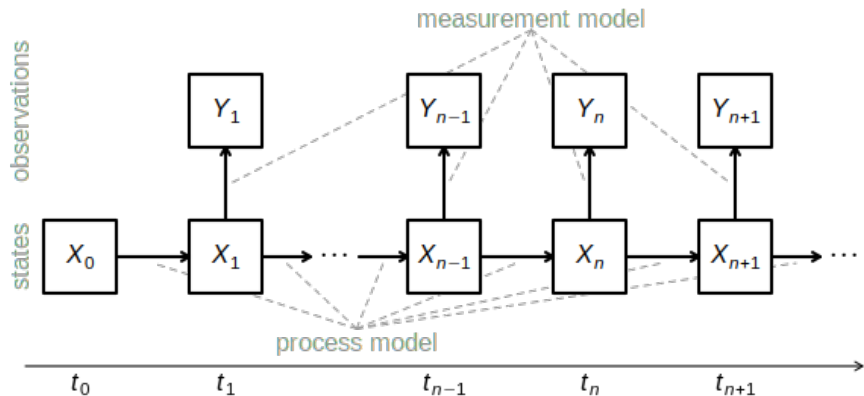 measurement model
observations
Y₁ Yₙ₋₁ Yₙ Yₙ₊₁
states
X₀ X₁ ⋯ Xₙ₋₁ Xₙ Xₙ₊₁ ⋯
process model
t₀ t₁ tₙ₋₁ tₙ tₙ₊₁